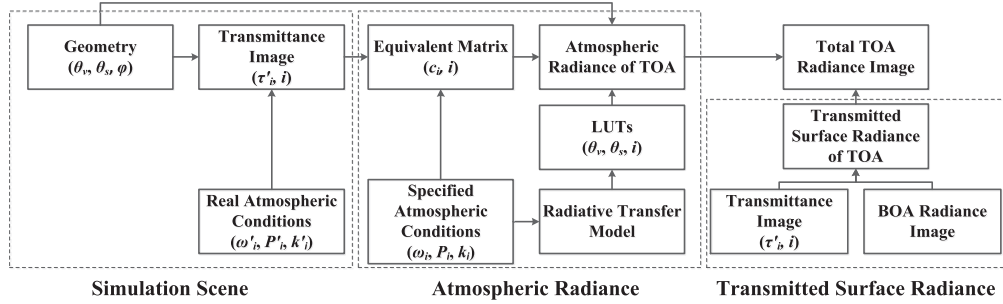 Geometry
(θv, θs, φ)
Transmittance
Image
(τ'i, i)
Equivalent Matrix
(ci, i)
Atmospheric
Radiance of TOA
Total TOA
Radiance Image
LUTs
(θv, θs, i)
Transmitted
Surface Radiance
of TOA
Real Atmospheric
Conditions
(ω'i, P'i, k'i)
Specified
Atmospheric
Conditions
(ωi, Pi, ki)
Radiative Transfer
Model
Transmittance
Image
(τ'i, i)
BOA Radiance
Image
Simulation Scene
Atmospheric Radiance
Transmitted Surface Radiance